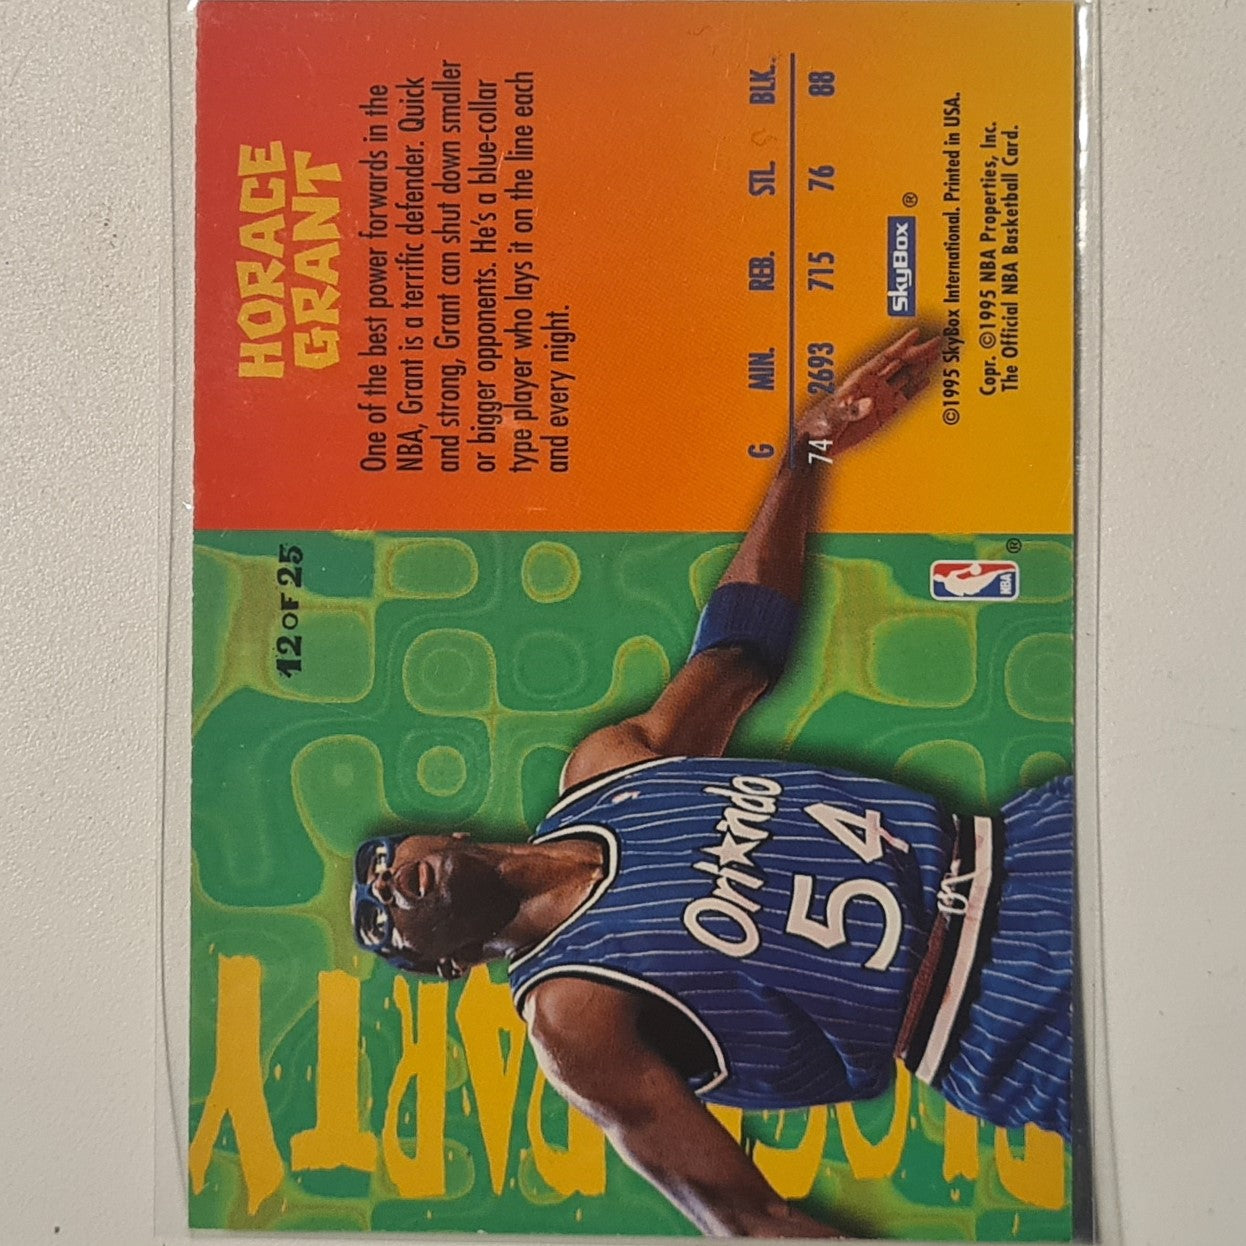 HORACE
GRANT
One of the best power forwards in the
NBA, Grant is a terrific defender. Quick
and strong, Grant can shut down smaller
or bigger opponents. He's a blue-collar
type player who lays it on the line each
and every night.
G MIN. REB. STL. BLK.
74 2693 715 76 88
SkyBox ®
©1995 SkyBox International. Printed in USA.
Copr. ©1995 NBA Properties, Inc.
The Official NBA Basketball Card.
12 OF 25
NBA ®
Orlando
54
PARTY